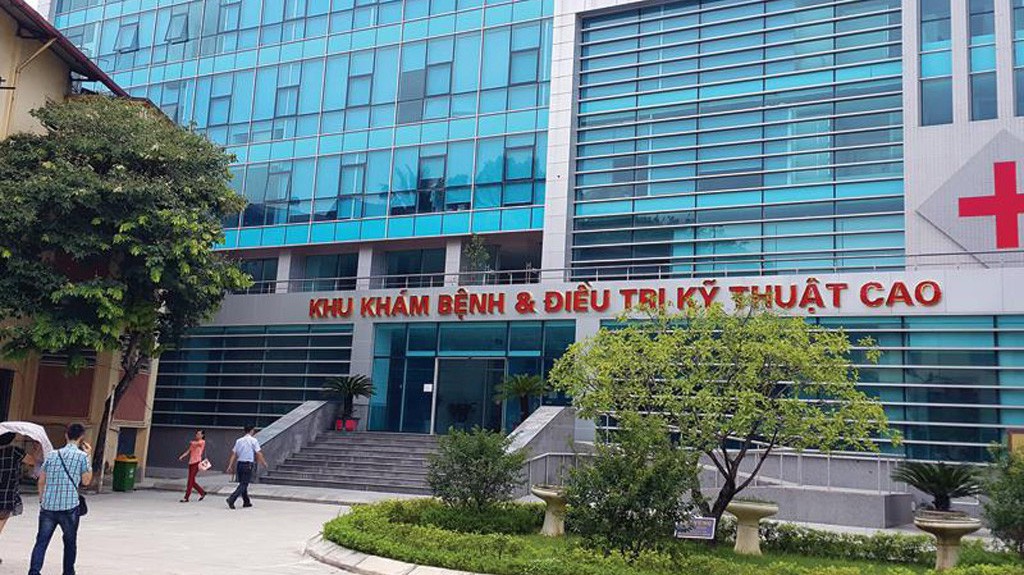 KHU KHÁM BỆNH & ĐIỀU TRỊ KỸ THUẬT CAO